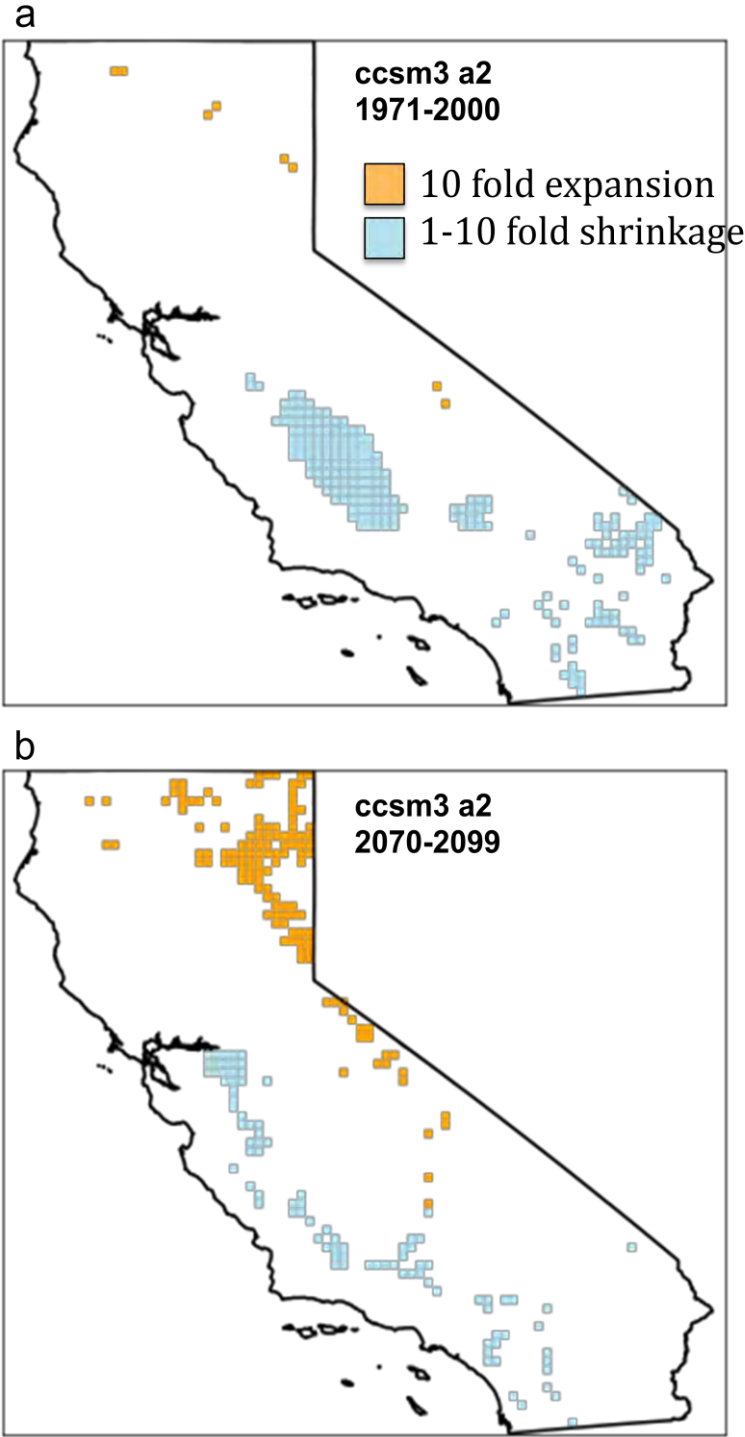 a
ccsm3 a2
1971-2000
10 fold expansion
1-10 fold shrinkage
b
ccsm3 a2
2070-2099